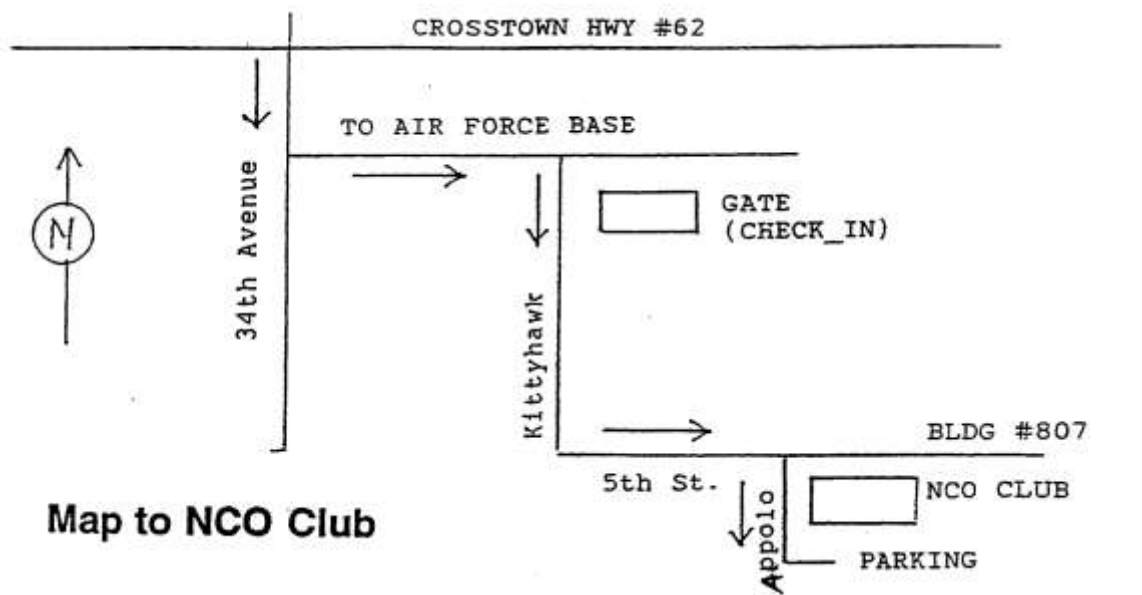 CROSSTOWN HWY #62
TO AIR FORCE BASE
34th Avenue
N
GATE
(CHECK_IN)
Kittyhawk
BLDG #807
5th St.
NCO CLUB
Appolo
PARKING
Map to NCO Club